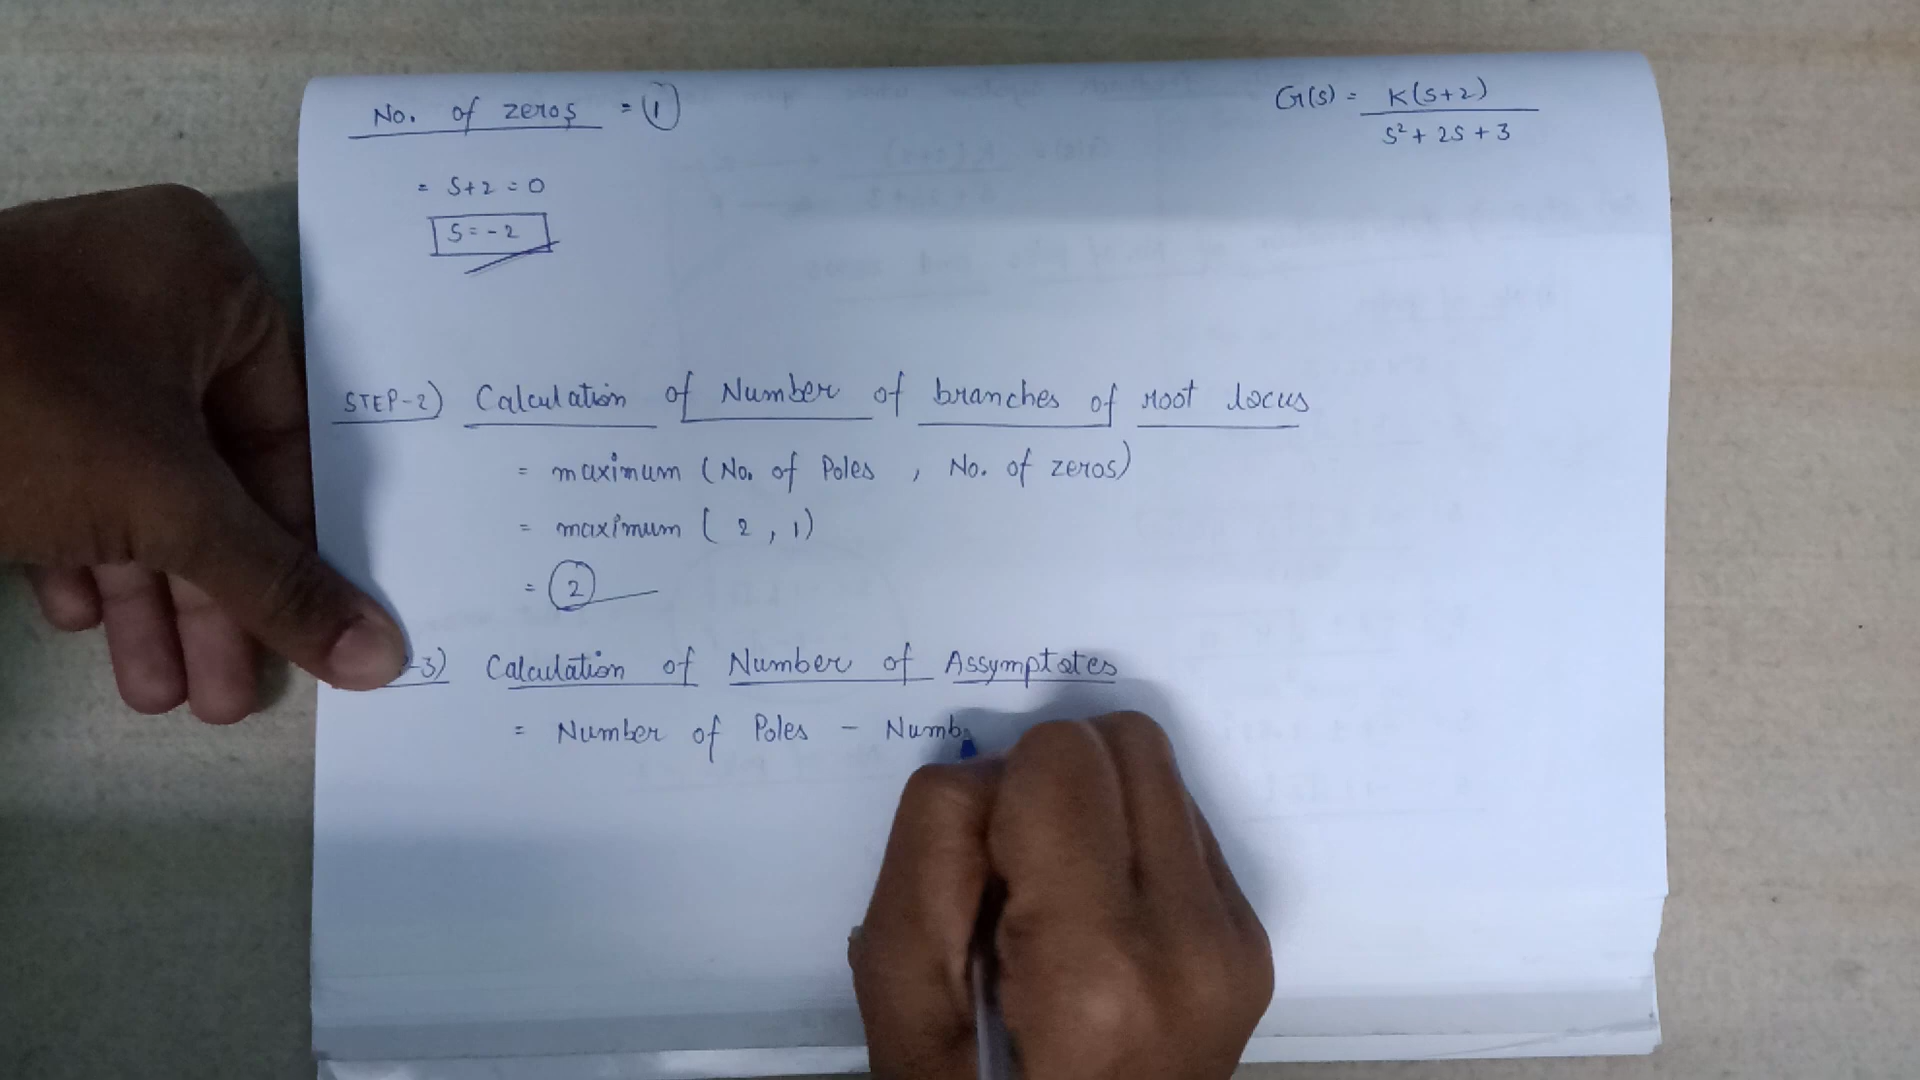 No. of zeros = 1
G(s) = K(s+2)
s² + 2s + 3
= s+2 = 0
s = -2
STEP-2) Calculation of Number of branches of root locus
= maximum (No. of Poles , No. of zeros)
= maximum ( 2 , 1)
= 2
-3) Calculation of Number of Assymptotes
= Number of Poles - Numb